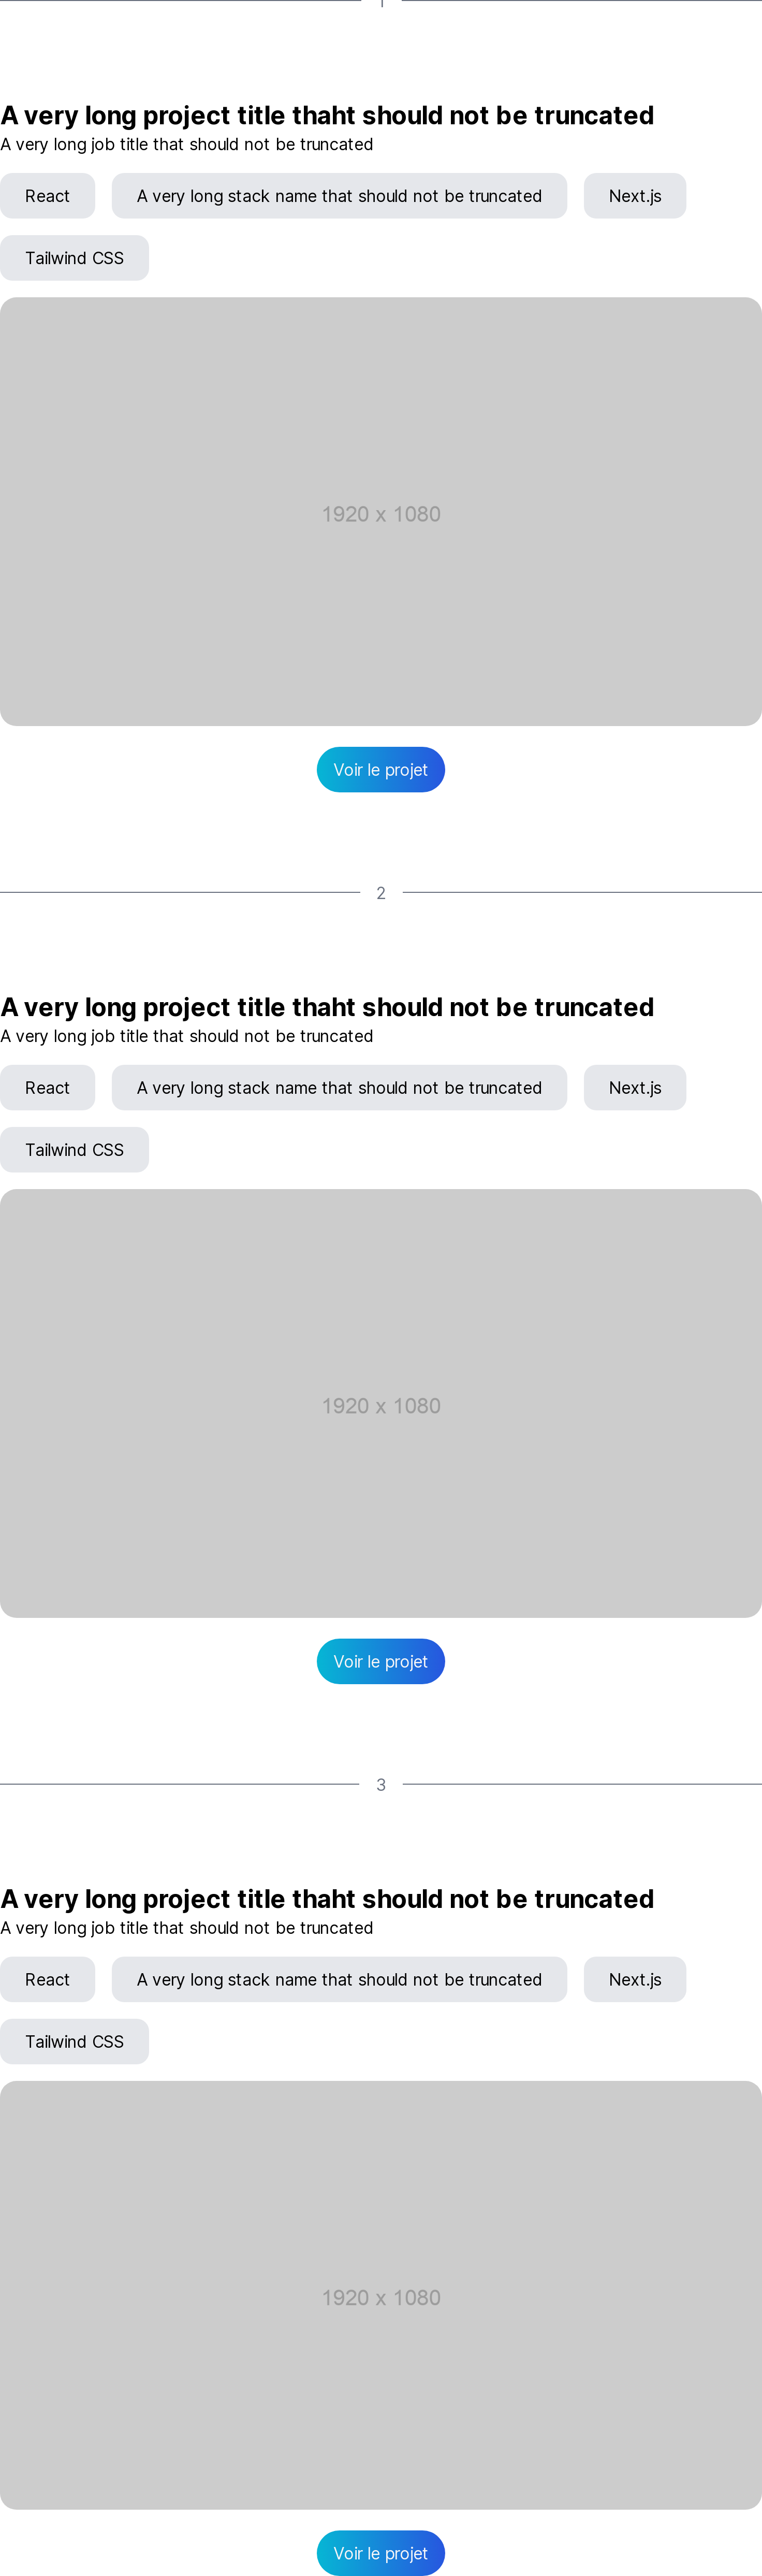 A very long project title thaht should not be truncated
A very long job title that should not be truncated
React
A very long stack name that should not be truncated
Next.js
Tailwind CSS
1920 x 1080
Voir le projet
2
A very long project title thaht should not be truncated
A very long job title that should not be truncated
React
A very long stack name that should not be truncated
Next.js
Tailwind CSS
1920 x 1080
Voir le projet
3
A very long project title thaht should not be truncated
A very long job title that should not be truncated
React
A very long stack name that should not be truncated
Next.js
Tailwind CSS
1920 x 1080
Voir le projet